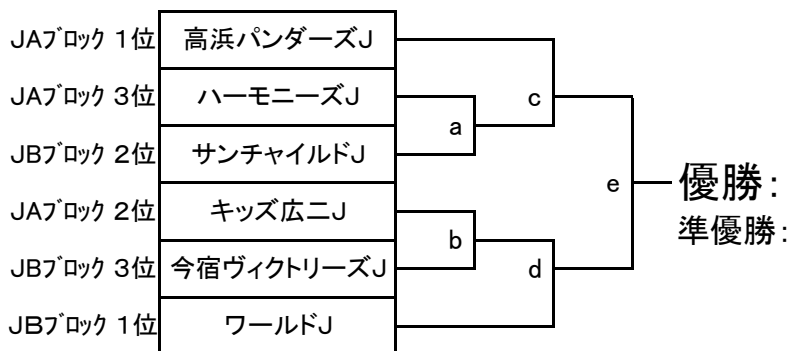 JAﾌﾞﾛｯｸ 1位 高浜パンダーズJ
JAﾌﾞﾛｯｸ 3位 ハーモニーズJ
c
a
JBﾌﾞﾛｯｸ 2位 サンチャイルドJ
e
優勝:
JAﾌﾞﾛｯｸ 2位 キッズ広二J
準優勝:
b
JBﾌﾞﾛｯｸ 3位 今宿ヴィクトリーズJ
d
JBﾌﾞﾛｯｸ 1位 ワールドJ